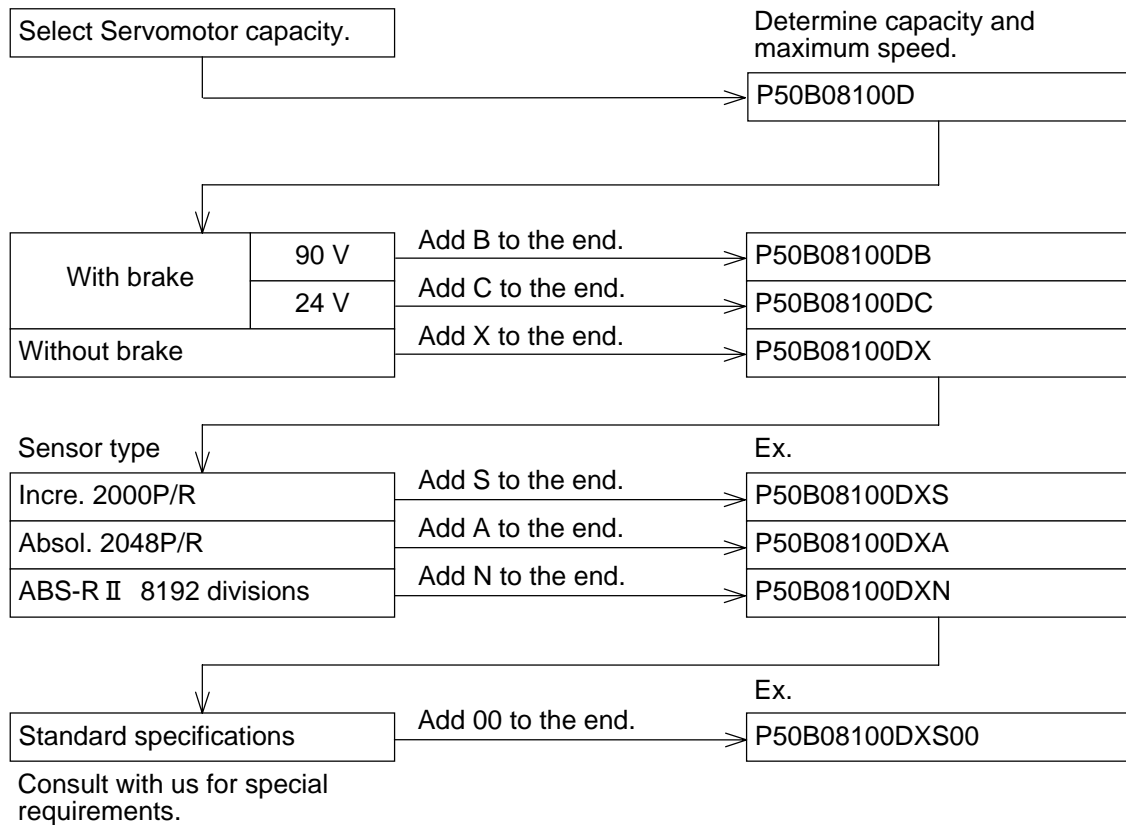 Select Servomotor capacity.
Determine capacity and
maximum speed.
P50B08100D
With brake
90 V
Add B to the end.
P50B08100DB
24 V
Add C to the end.
P50B08100DC
Without brake
Add X to the end.
P50B08100DX
Sensor type
Ex.
Incre. 2000P/R
Add S to the end.
P50B08100DXS
Absol. 2048P/R
Add A to the end.
P50B08100DXA
ABS-R Ⅱ 8192 divisions
Add N to the end.
P50B08100DXN
Ex.
Standard specifications
Add 00 to the end.
P50B08100DXS00
Consult with us for special
requirements.